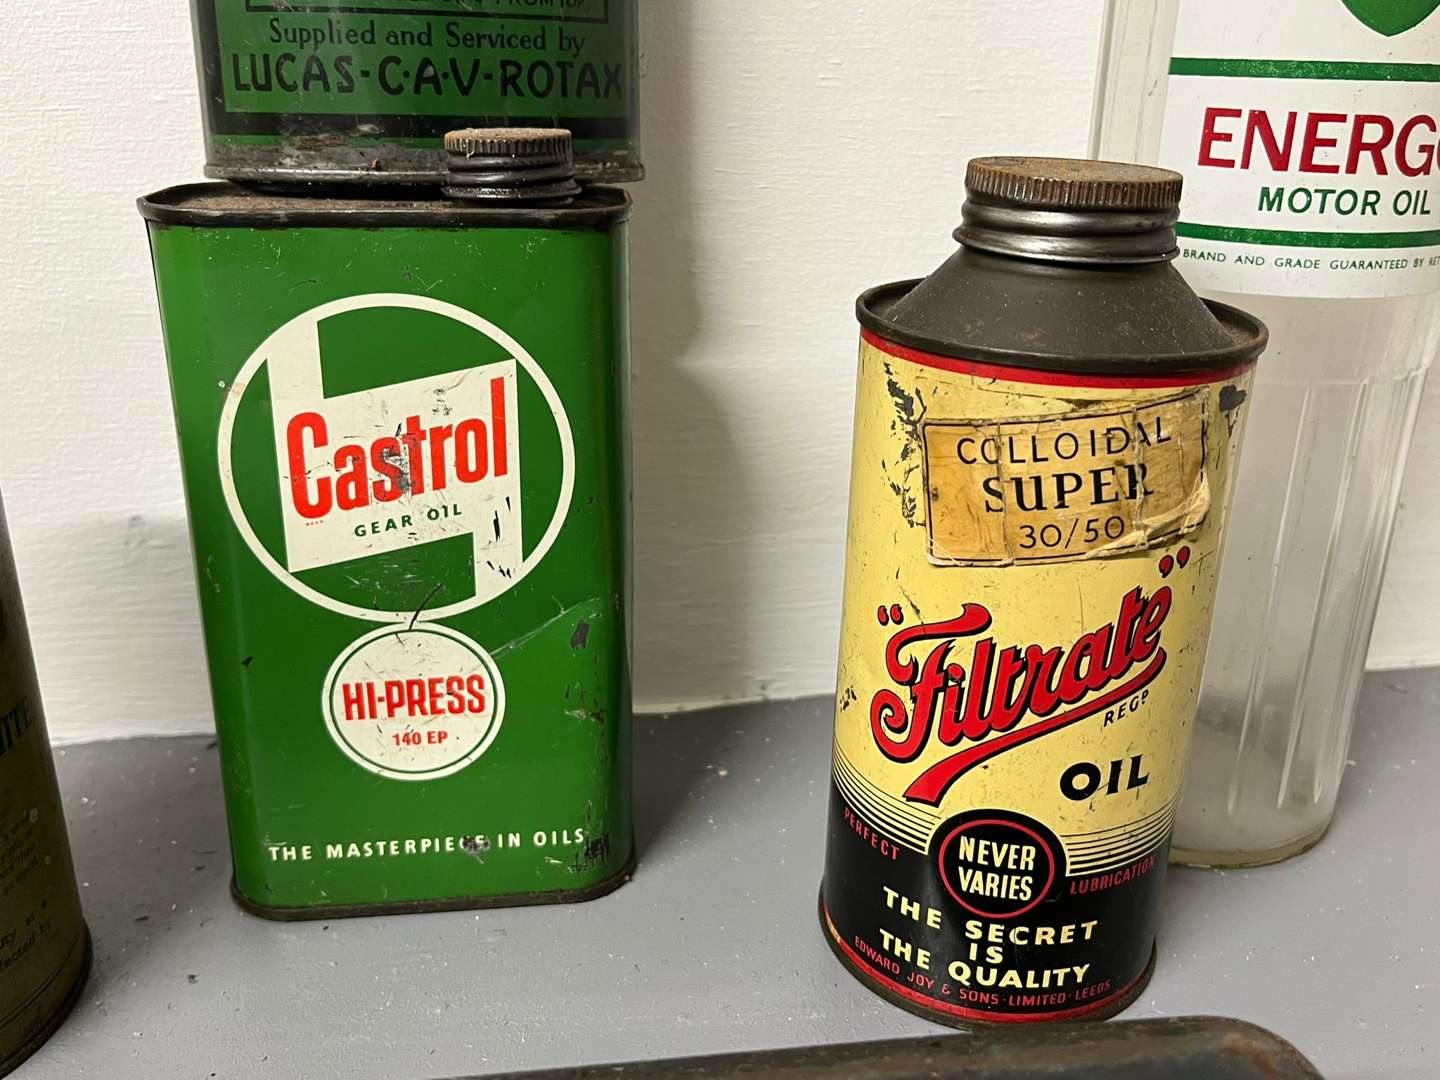 Supplied and Serviced by
LUCAS-C·A·V-ROTAX
Castrol
REGD
GEAR OIL
HI-PRESS
140 EP
THE MASTERPIECE IN OILS
COLLOIDAL
SUPER
30/50
"Filtrate"
REGD
OIL
PERFECT
NEVER
VARIES
LUBRICATION
THE SECRET
IS
THE QUALITY
EDWARD JOY & SONS·LIMITED·LEEDS
ENERGO
MOTOR OIL
BRAND AND GRADE GUARANTEED BY